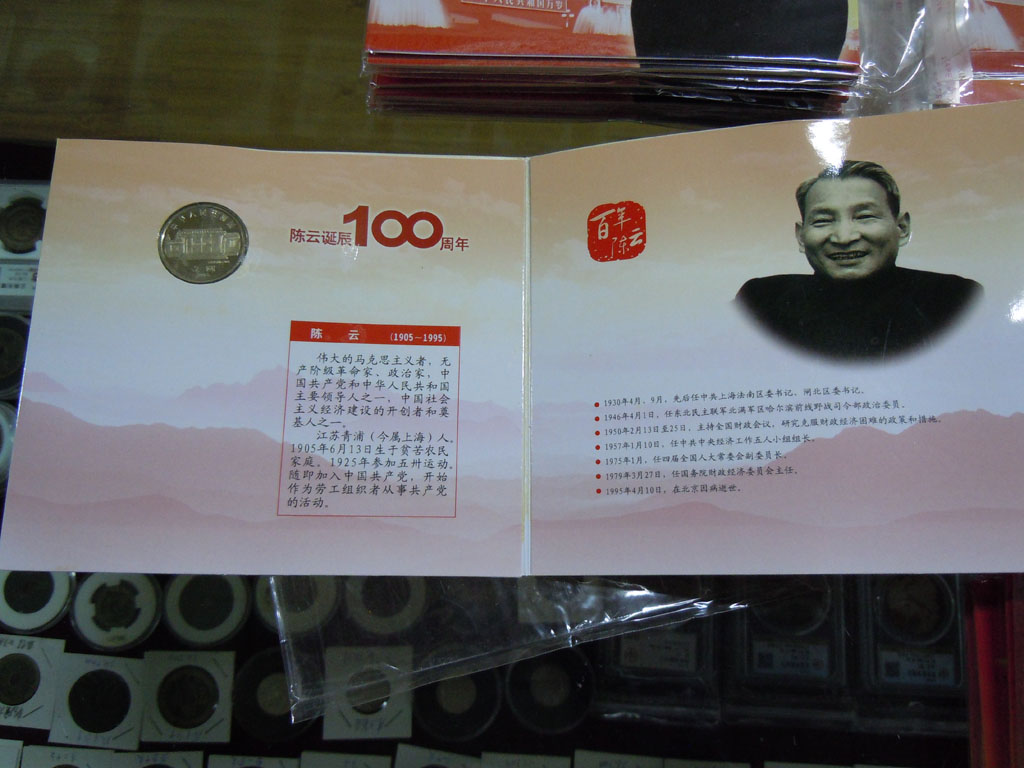 中华人民共和国万岁
中华人民共和国
陈云诞辰100周年
百年
陈云
陈 云 (1905－1995)
伟大的马克思主义者，无
产阶级革命家、政治家，中
国共产党和中华人民共和国
主要领导人之一，中国社会
主义经济建设的开创者和奠
基人之一。
江苏青浦（今属上海）人。
1905年6月13日生于贫苦农民
家庭。1925年参加五卅运动。
随即加入中国共产党，开始
作为劳工组织者从事共产党
的活动。
1930年4月、9月，先后任中共上海法南区委书记、闸北区委书记。
1946年4月1日，任东北民主联军北满军区哈尔滨前线野战司令部政治委员。
1950年2月13日至25日，主持全国财政会议，研究克服财政经济困难的政策和措施。
1957年1月10日，任中共中央经济工作五人小组组长。
1975年1月，任四届全国人大常委会副委员长。
1979年3月27日，任国务院财政经济委员会主任。
1995年4月10日，在北京因病逝世。